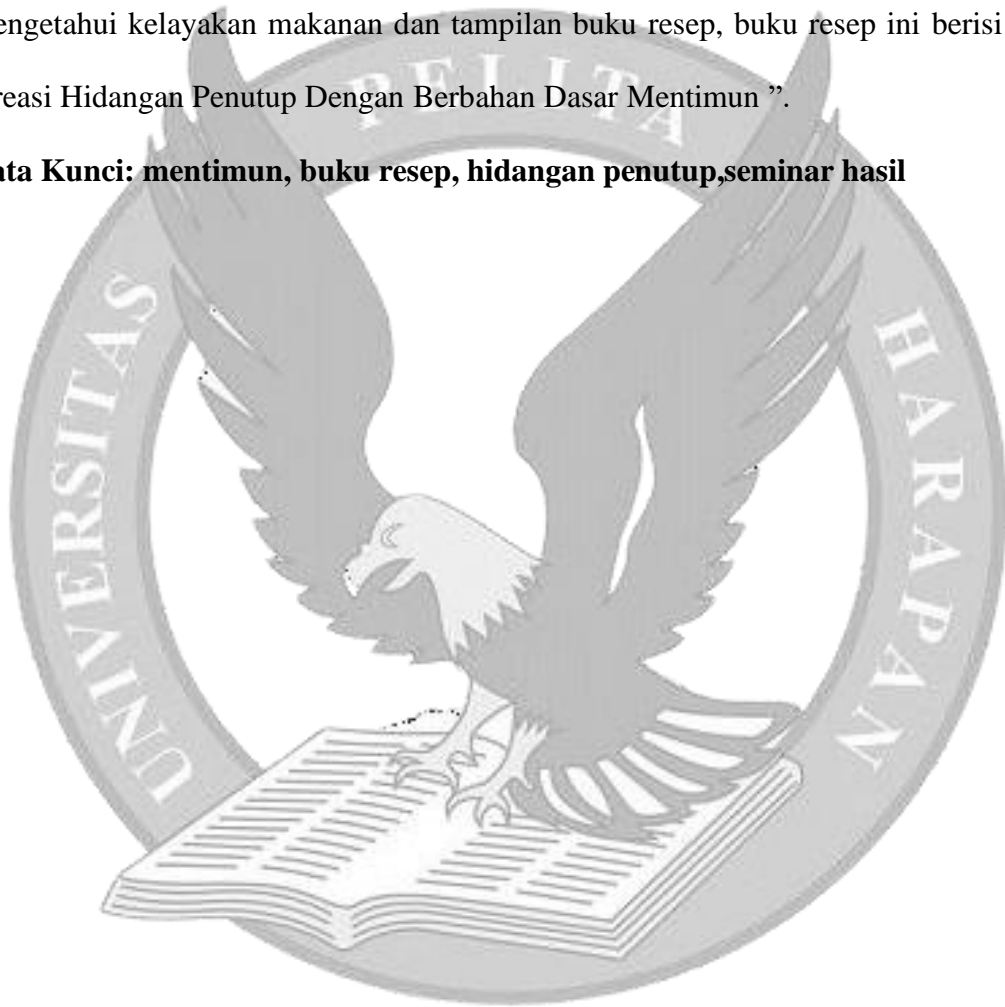 engetahui kelayakan makanan dan tampilan buku resep, buku resep ini berisi
reasi Hidangan Penutup Dengan Berbahan Dasar Mentimun ”.
ata Kunci: mentimun, buku resep, hidangan penutup,seminar hasil
UNIVERSITAS PELITA HARAPAN